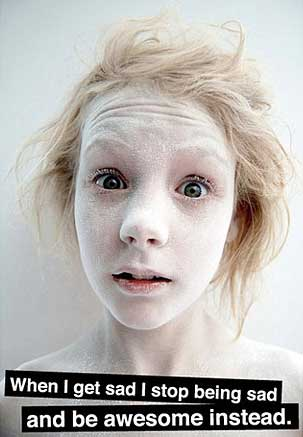 When I get sad I stop being sad
and be awesome instead.